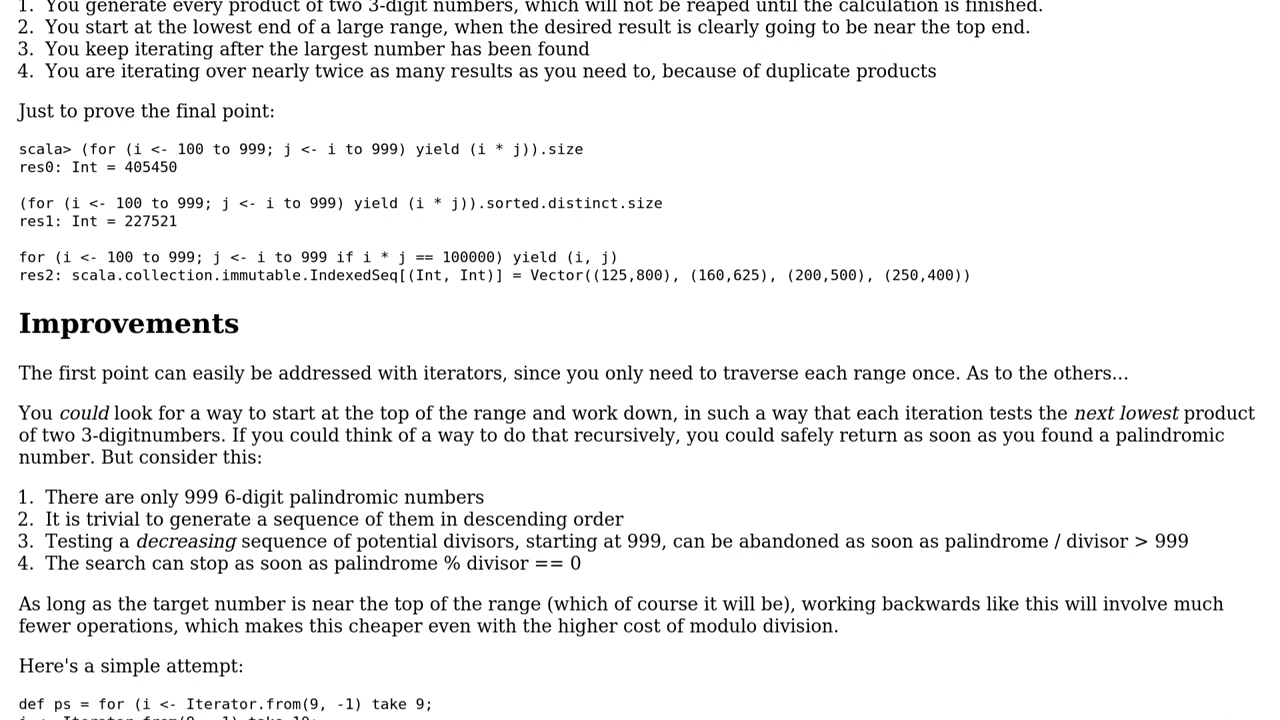 1. You generate every product of two 3-digit numbers, which will not be reaped until the calculation is finished.
2. You start at the lowest end of a large range, when the desired result is clearly going to be near the top end.
3. You keep iterating after the largest number has been found
4. You are iterating over nearly twice as many results as you need to, because of duplicate products
Just to prove the final point:
scala> (for (i <- 100 to 999; j <- i to 999) yield (i * j)).size
res0: Int = 405450
(for (i <- 100 to 999; j <- i to 999) yield (i * j)).sorted.distinct.size
res1: Int = 227521
for (i <- 100 to 999; j <- i to 999 if i * j == 100000) yield (i, j)
res2: scala.collection.immutable.IndexedSeq[(Int, Int)] = Vector((125,800), (160,625), (200,500), (250,400))
Improvements
The first point can easily be addressed with iterators, since you only need to traverse each range once. As to the others...
You could look for a way to start at the top of the range and work down, in such a way that each iteration tests the next lowest product
of two 3-digitnumbers. If you could think of a way to do that recursively, you could safely return as soon as you found a palindromic
number. But consider this:
1. There are only 999 6-digit palindromic numbers
2. It is trivial to generate a sequence of them in descending order
3. Testing a decreasing sequence of potential divisors, starting at 999, can be abandoned as soon as palindrome / divisor > 999
4. The search can stop as soon as palindrome % divisor == 0
As long as the target number is near the top of the range (which of course it will be), working backwards like this will involve much
fewer operations, which makes this cheaper even with the higher cost of modulo division.
Here's a simple attempt:
def ps = for (i <- Iterator.from(9, -1) take 9;
j <- Iterator.from(9, -1) take 10;